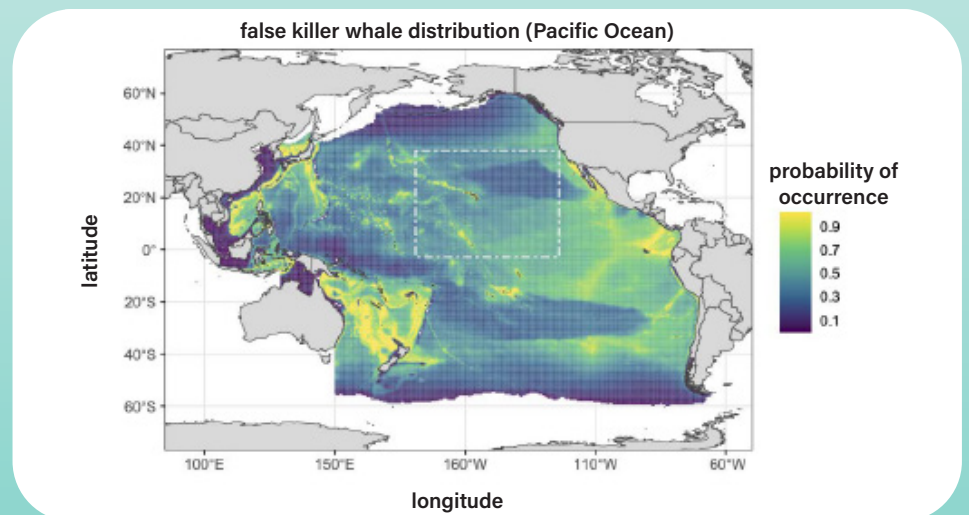 false killer whale distribution (Pacific Ocean)
60°N
40°N
20°N
0°
20°S
40°S
60°S
latitude
100°E
150°E
160°W
110°W
60°W
longitude
probability of
occurrence
0.9
0.7
0.5
0.3
0.1